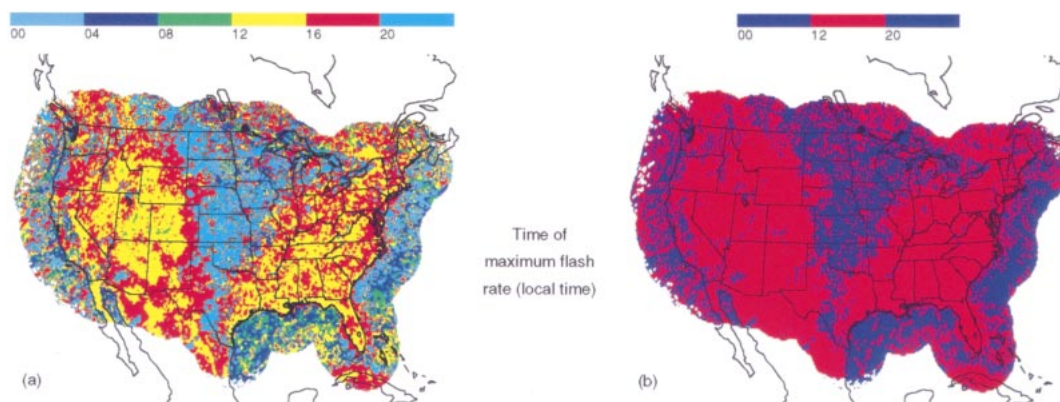 00 04 08 12 16 20
00 12 20
Time of
maximum flash
rate (local time)
(a)
(b)